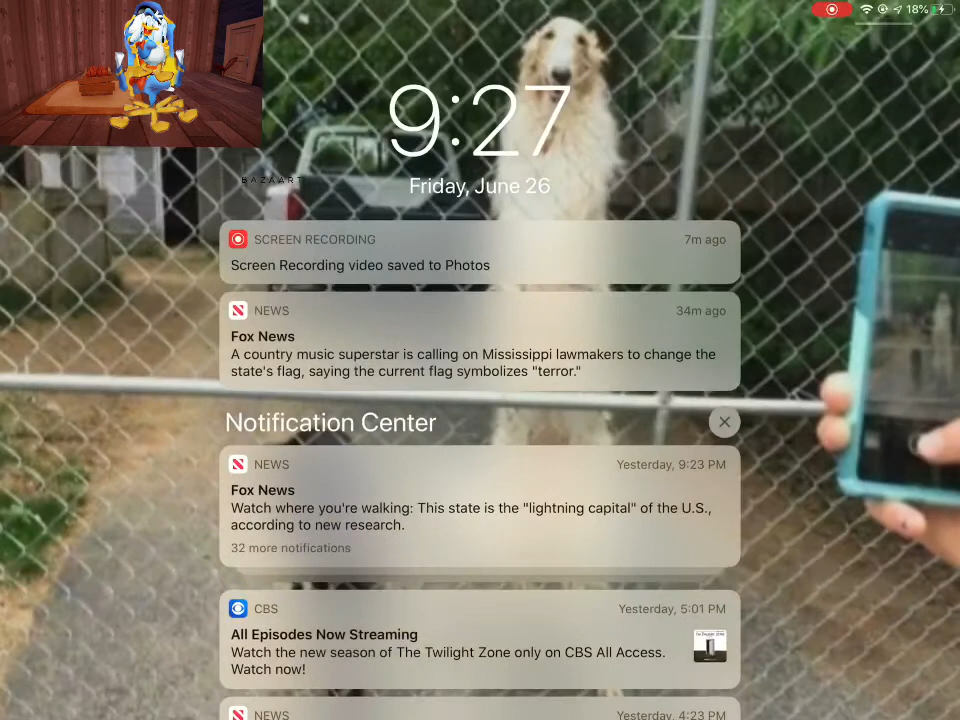 18%
9:27
Friday, June 26
BAZAART
SCREEN RECORDING
7m ago
Screen Recording video saved to Photos
NEWS
34m ago
Fox News
A country music superstar is calling on Mississippi lawmakers to change the
state's flag, saying the current flag symbolizes "terror."
Notification Center
NEWS
Yesterday, 9:23 PM
Fox News
Watch where you're walking: This state is the "lightning capital" of the U.S.,
according to new research.
32 more notifications
CBS
Yesterday, 5:01 PM
All Episodes Now Streaming
Watch the new season of The Twilight Zone only on CBS All Access.
Watch now!
NEWS
Yesterday, 4:23 PM